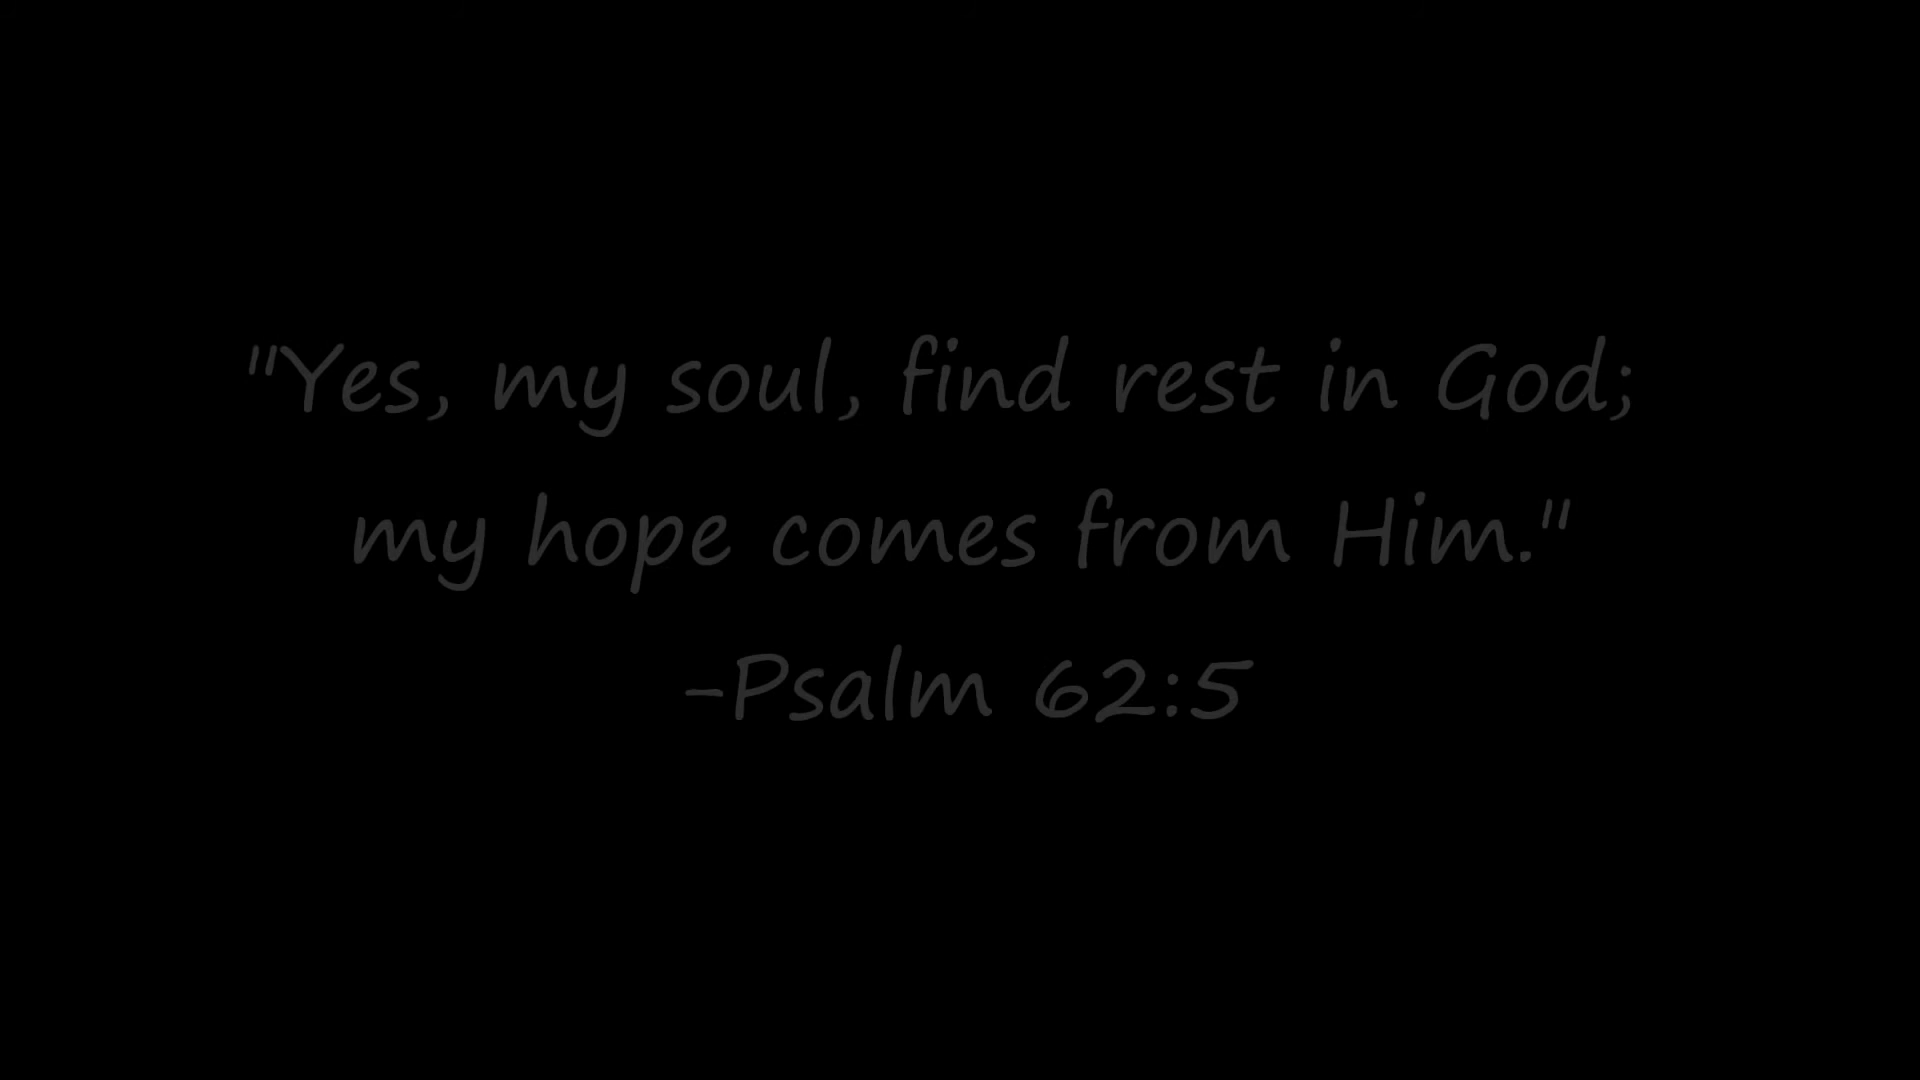 "Yes, my soul, find rest in God;
my hope comes from Him."
-Psalm 62:5